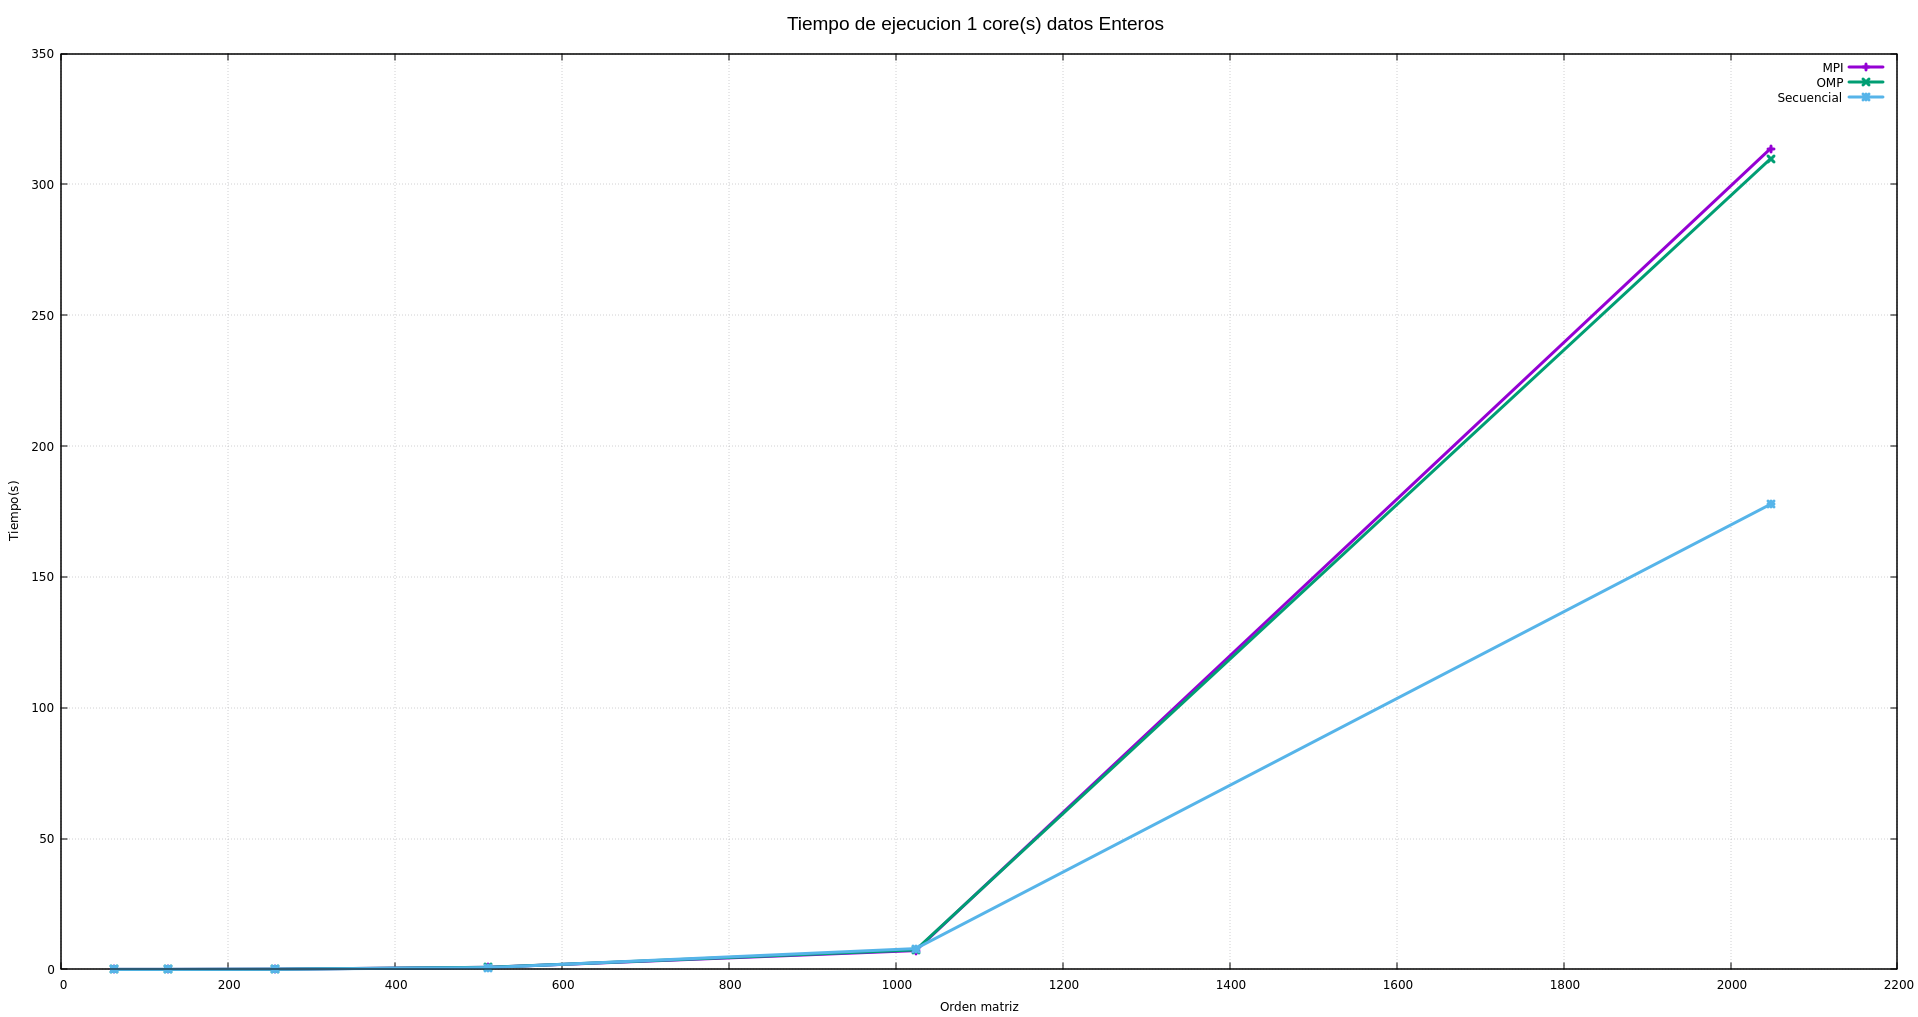 Tiempo de ejecucion 1 core(s) datos Enteros
350
300
250
200
150
100
50
0
Tiempo(s)
MPI
OMP
Secuencial
0 200 400 600 800 1000 1200 1400 1600 1800 2000 2200
Orden matriz